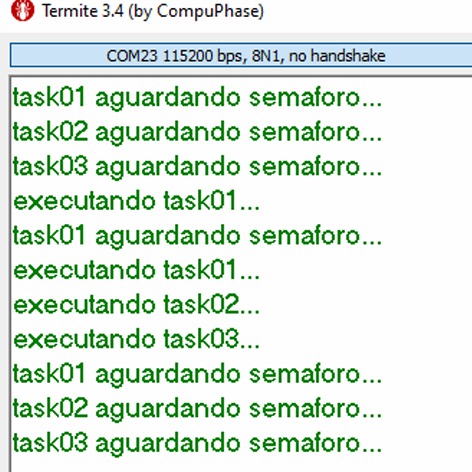 Termite 3.4 (by CompuPhase)
COM23 115200 bps, 8N1, no handshake
task01 aguardando semaforo...
task02 aguardando semaforo...
task03 aguardando semaforo...
executando task01...
task01 aguardando semaforo...
executando task01...
executando task02...
executando task03...
task01 aguardando semaforo...
task02 aguardando semaforo...
task03 aguardando semaforo...